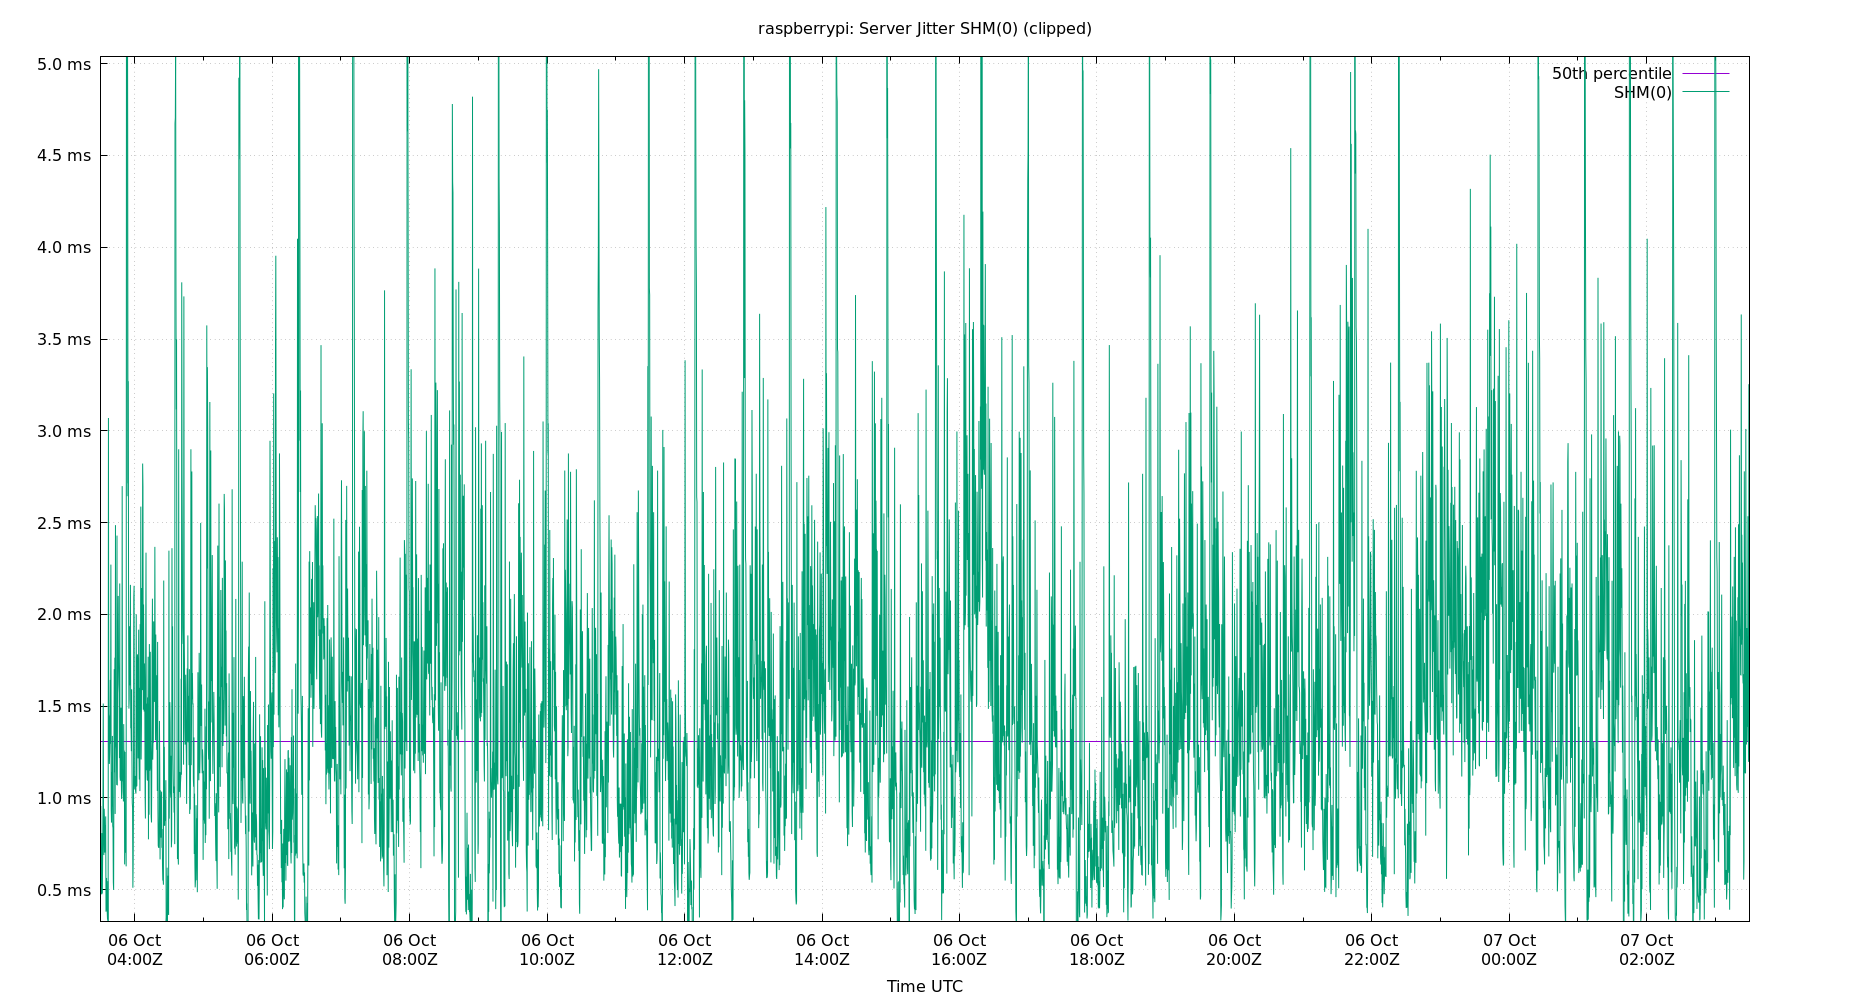 raspberrypi: Server Jitter SHM(0) (clipped)
5.0 ms
4.5 ms
4.0 ms
3.5 ms
3.0 ms
2.5 ms
2.0 ms
1.5 ms
1.0 ms
0.5 ms
50th percentile
SHM(0)
06 Oct 06 Oct 06 Oct 06 Oct 06 Oct 06 Oct 06 Oct 06 Oct 06 Oct 06 Oct 07 Oct 07 Oct
04:00Z 06:00Z 08:00Z 10:00Z 12:00Z 14:00Z 16:00Z 18:00Z 20:00Z 22:00Z 00:00Z 02:00Z
Time UTC